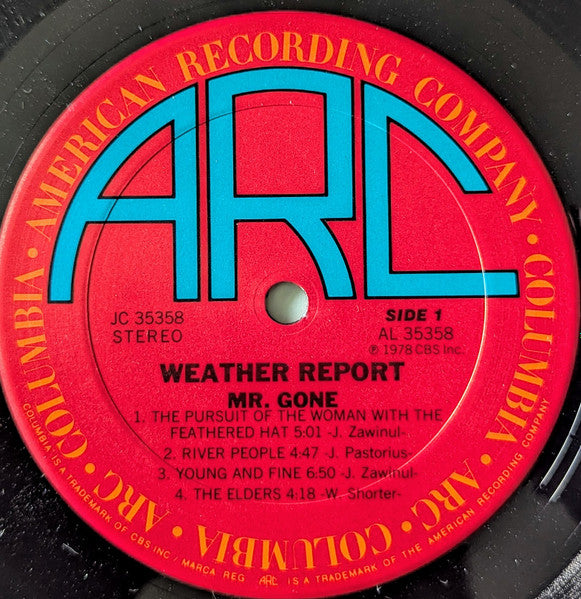 AMERICAN RECORDING COMPANY • COLUMBIA • ARC • COLUMBIA • ARC • COLUMBIA •
ARC
JC 35358
STEREO
SIDE 1
AL 35358
℗ 1978 CBS Inc.
WEATHER REPORT
MR. GONE
1. THE PURSUIT OF THE WOMAN WITH THE
FEATHERED HAT 5:01 -J. Zawinul-
2. RIVER PEOPLE 4:47 -J. Pastorius-
3. YOUNG AND FINE 6:50 -J. Zawinul-
4. THE ELDERS 4:18 -W. Shorter-
COLUMBIA IS A TRADEMARK OF CBS INC. MARCA REG. ARC IS A TRADEMARK OF THE AMERICAN RECORDING COMPANY